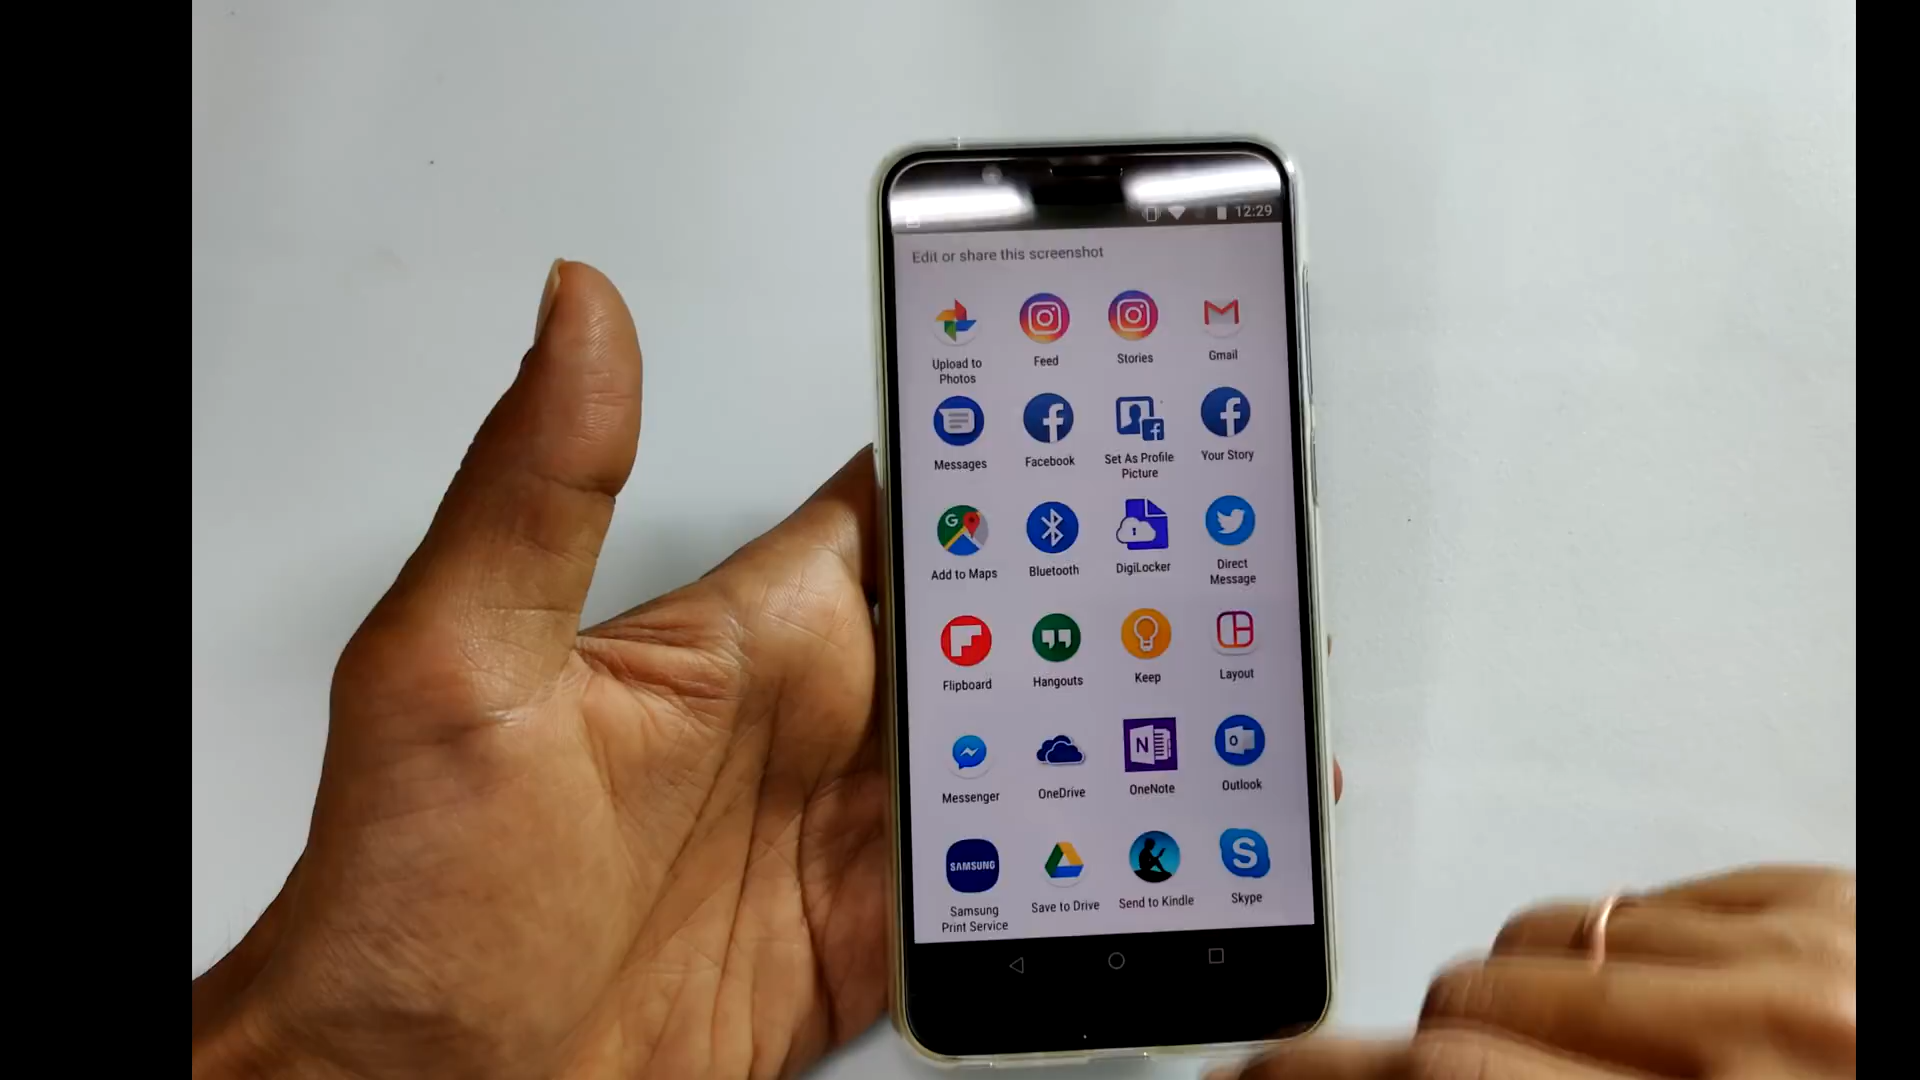 12:29
Edit or share this screenshot
Upload to
Photos
Feed
Stories
Gmail
Messages
Facebook
Set As Profile
Picture
Your Story
G
Add to Maps
Bluetooth
DigiLocker
Direct
Message
Flipboard
Hangouts
Keep
Layout
Messenger
OneDrive
N
OneNote
Outlook
SAMSUNG
Samsung
Print Service
Save to Drive
Send to Kindle
S
Skype